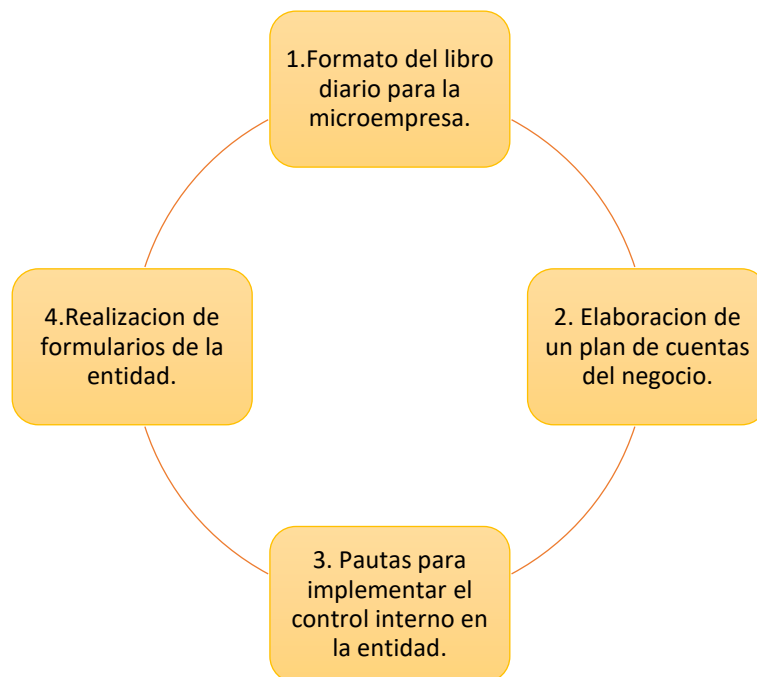 1.Formato del libro
diario para la
microempresa.
2. Elaboracion de
un plan de cuentas
del negocio.
3. Pautas para
implementar el
control interno en
la entidad.
4.Realizacion de
formularios de la
entidad.